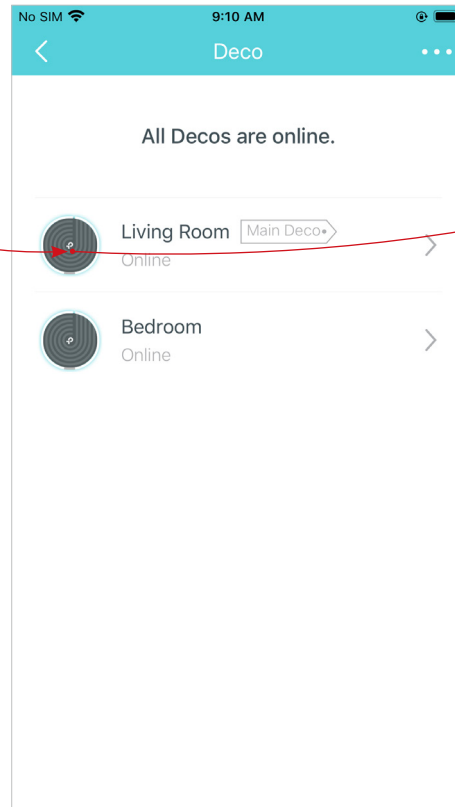 No SIM 9:10 AM
Deco
All Decos are online.
Living Room Main Deco
Online
Bedroom
Online